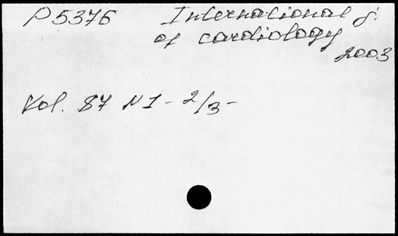 P5376 International j.
of cardiology
2003
Vol. 87 N1- 2/3-